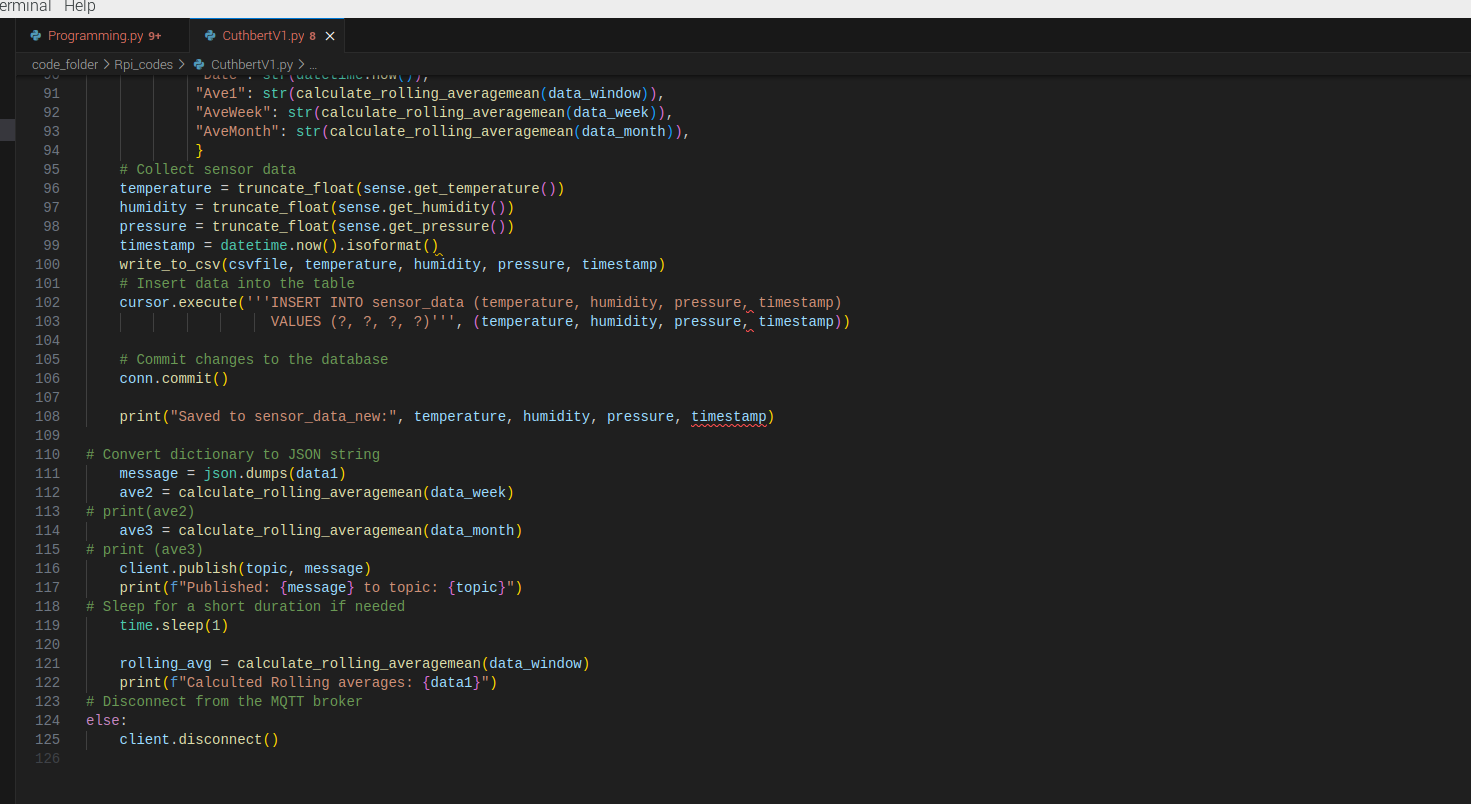 erminal Help
Programming.py 9+ CuthbertV1.py 8
code_folder > Rpi_codes > CuthbertV1.py > ...
90 "Date": str(datetime.now()),
91 "Ave1": str(calculate_rolling_averagemean(data_window)),
92 "AveWeek": str(calculate_rolling_averagemean(data_week)),
93 "AveMonth": str(calculate_rolling_averagemean(data_month)),
94 }
95 # Collect sensor data
96 temperature = truncate_float(sense.get_temperature())
97 humidity = truncate_float(sense.get_humidity())
98 pressure = truncate_float(sense.get_pressure())
99 timestamp = datetime.now().isoformat()
100 write_to_csv(csvfile, temperature, humidity, pressure, timestamp)
101 # Insert data into the table
102 cursor.execute('''INSERT INTO sensor_data (temperature, humidity, pressure, timestamp)
103 VALUES (?, ?, ?, ?)''', (temperature, humidity, pressure, timestamp))
104
105 # Commit changes to the database
106 conn.commit()
107
108 print("Saved to sensor_data_new:", temperature, humidity, pressure, timestamp)
109
110 # Convert dictionary to JSON string
111 message = json.dumps(data1)
112 ave2 = calculate_rolling_averagemean(data_week)
113 # print(ave2)
114 ave3 = calculate_rolling_averagemean(data_month)
115 # print (ave3)
116 client.publish(topic, message)
117 print(f"Published: {message} to topic: {topic}")
118 # Sleep for a short duration if needed
119 time.sleep(1)
120
121 rolling_avg = calculate_rolling_averagemean(data_window)
122 print(f"Calculted Rolling averages: {data1}")
123 # Disconnect from the MQTT broker
124 else:
125 client.disconnect()
126